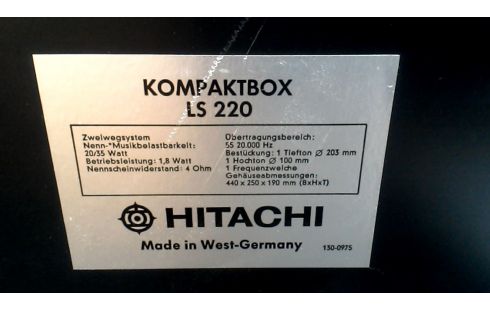 KOMPAKTBOX
LS 220
Zweiwegsystem
Nenn-*Musikbelastbarkeit:
20/35 Watt
Betriebsleistung: 1,8 Watt
Nennscheinwiderstand: 4 Ohm
Übertragungsbereich:
55 20.000 Hz
Bestückung: 1 Tiefton Ø 203 mm
1 Hochton Ø 100 mm
1 Frequenzweiche
Gehäuseabmessungen:
440 x 250 x 190 mm (BxHxT)
HITACHI
Made in West-Germany
130-0975